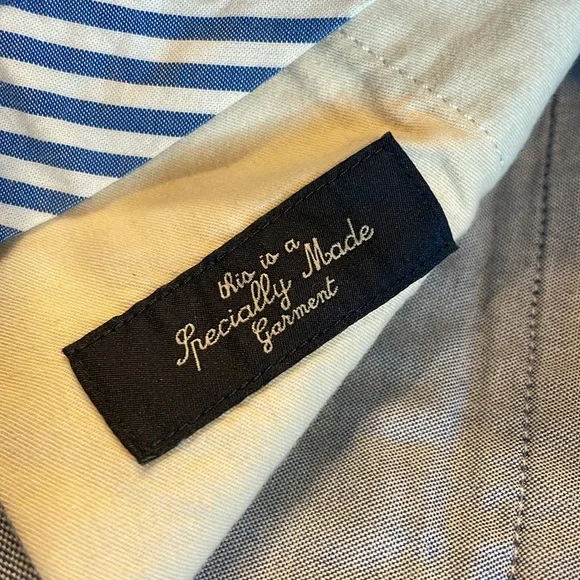 this is a
Specially Made
Garment